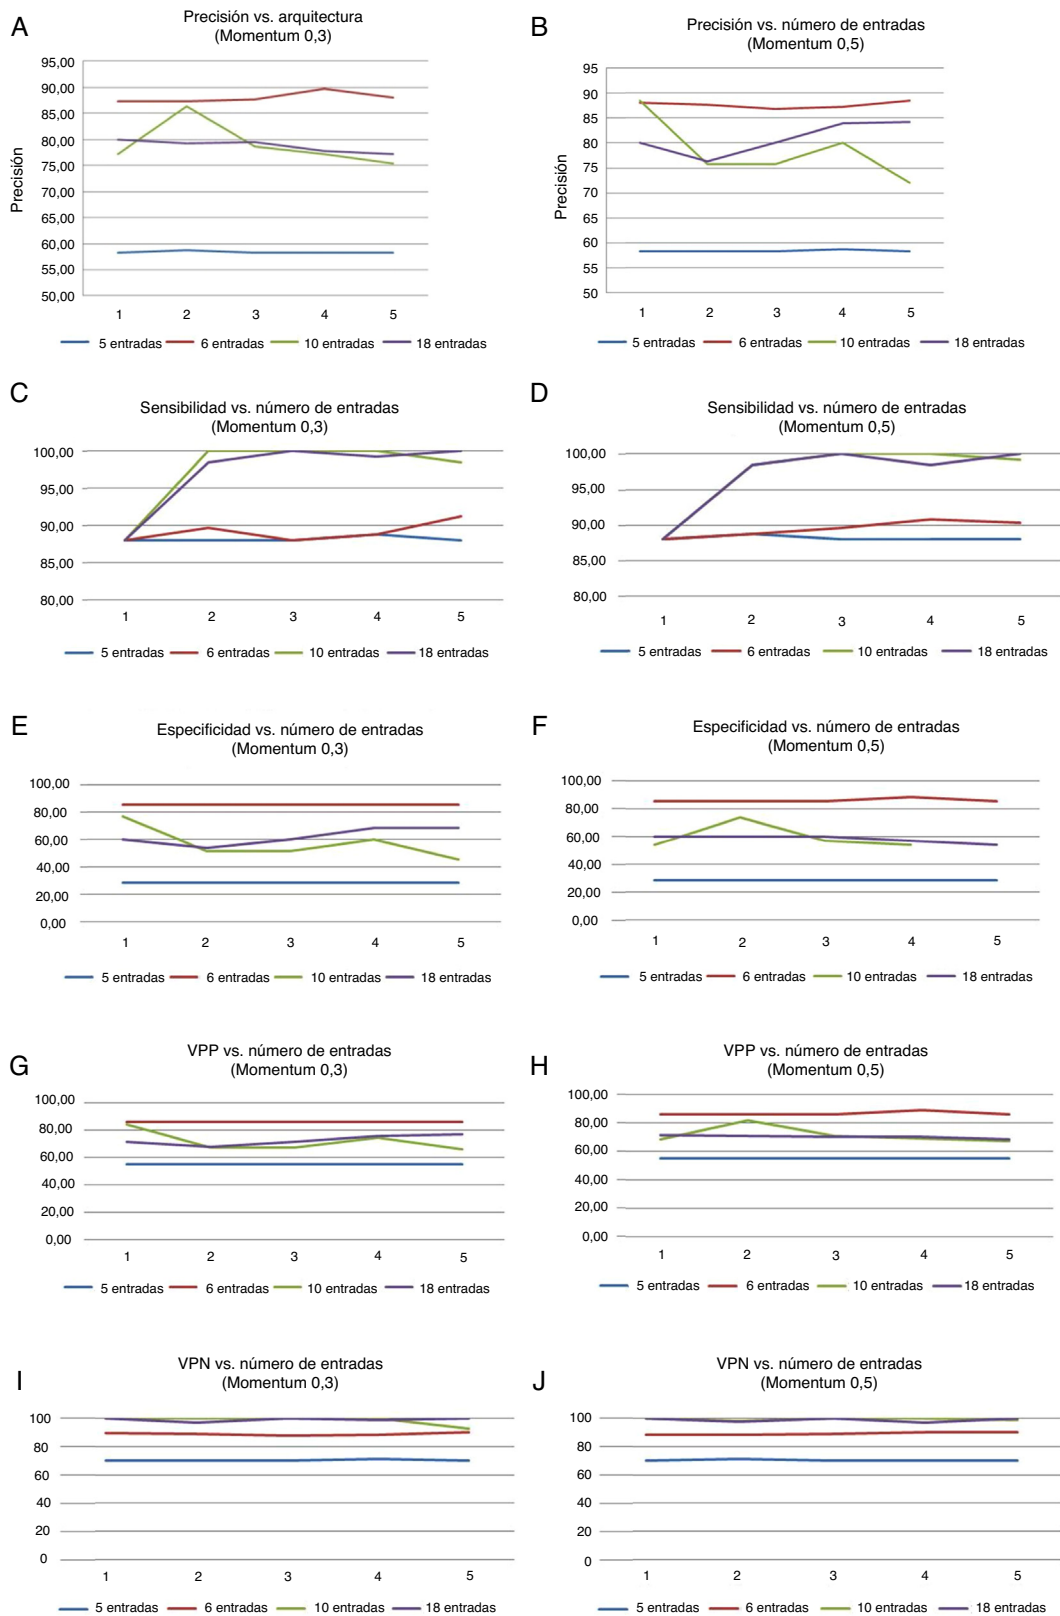 A
Precisión vs. arquitectura
(Momentum 0,3)
Precisión
95,00
90,00
85,00
80,00
75,00
70,00
65,00
60,00
55,00
50,00
1 2 3 4 5
5 entradas 6 entradas 10 entradas 18 entradas
B
Precisión vs. número de entradas
(Momentum 0,5)
Precisión
95
90
85
80
75
70
65
60
55
50
1 2 3 4 5
5 entradas 6 entradas 10 entradas 18 entradas
C
Sensibilidad vs. número de entradas
(Momentum 0,3)
100,00
95,00
90,00
85,00
80,00
1 2 3 4 5
5 entradas 6 entradas 10 entradas 18 entradas
D
Sensibilidad vs. número de entradas
(Momentum 0,5)
100,00
95,00
90,00
85,00
80,00
1 2 3 4 5
5 entradas 6 entradas 10 entradas 18 entradas
E
Especificidad vs. número de entradas
(Momentum 0,3)
100,00
80,00
60,00
40,00
20,00
0,00
1 2 3 4 5
5 entradas 6 entradas 10 entradas 18 entradas
F
Especificidad vs. número de entradas
(Momentum 0,5)
100,00
80,00
60,00
40,00
20,00
0,00
1 2 3 4 5
5 entradas 6 entradas 10 entradas 18 entradas
G
VPP vs. número de entradas
(Momentum 0,3)
100,00
80,00
60,00
40,00
20,00
0,00
1 2 3 4 5
5 entradas 6 entradas 10 entradas 18 entradas
H
VPP vs. número de entradas
(Momentum 0,5)
100,00
80,00
60,00
40,00
20,00
0,00
1 2 3 4 5
5 entradas 6 entradas 10 entradas 18 entradas
I
VPN vs. número de entradas
(Momentum 0,3)
100
80
60
40
20
0
1 2 3 4 5
5 entradas 6 entradas 10 entradas 18 entradas
J
VPN vs. número de entradas
(Momentum 0,5)
100
80
60
40
20
0
1 2 3 4 5
5 entradas 6 entradas 10 entradas 18 entradas